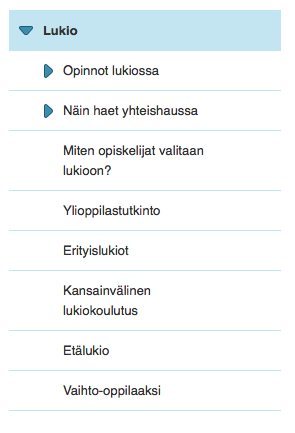 Lukio
Opinnot lukiossa
Näin haet yhteishaussa
Miten opiskelijat valitaan
lukioon?
Ylioppilastutkinto
Erityislukiot
Kansainvälinen
lukiokoulutus
Etälukio
Vaihto-oppilaaksi